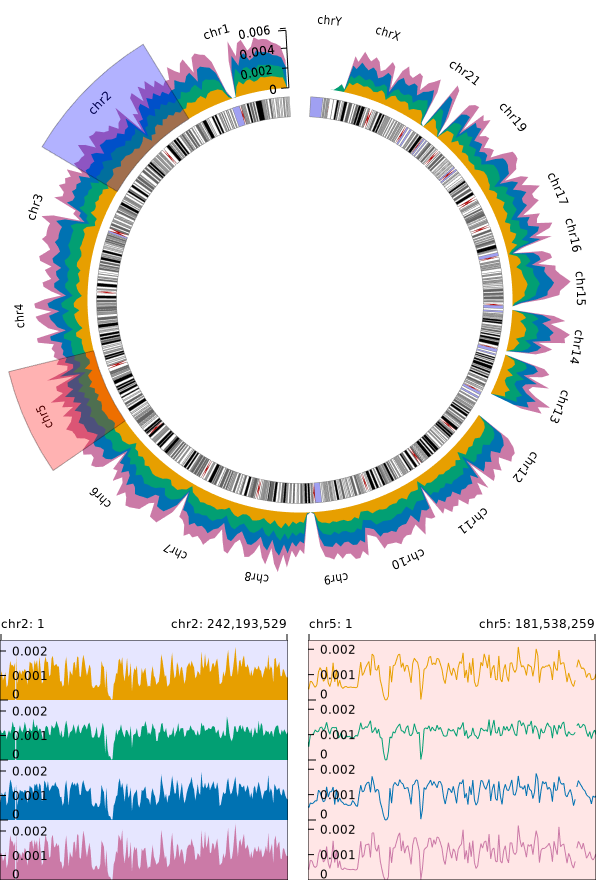 chrY
chr1
0.006
0.004
0.002
0
chrX
chr21
chr19
chr17
chr16
chr15
chr14
chr13
chr12
chr11
chr10
chr9
chr8
chr7
chr6
chr5
chr4
chr3
chr2
chr2: 1
chr2: 242,193,529
0.002
0.001
0
0.002
0.001
0
0.002
0.001
0
0.002
0.001
0
chr5: 1
chr5: 181,538,259
0.002
0.001
0
0.002
0.001
0
0.002
0.001
0
0.002
0.001
0